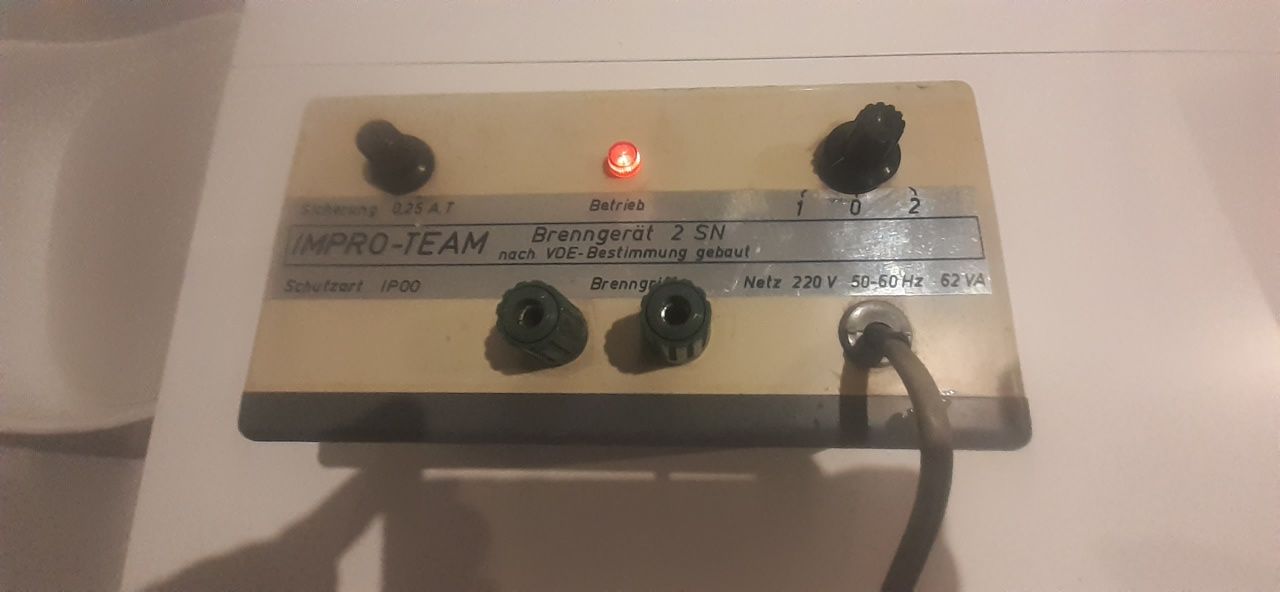 Sicherung 0,25 A.T
Betrieb
1 0 2
IMPRO-TEAM
Brenngerät 2 SN
nach VDE-Bestimmung gebaut
Schutzart IP00
Brenngriff
Netz 220 V 50-60 Hz 62 VA